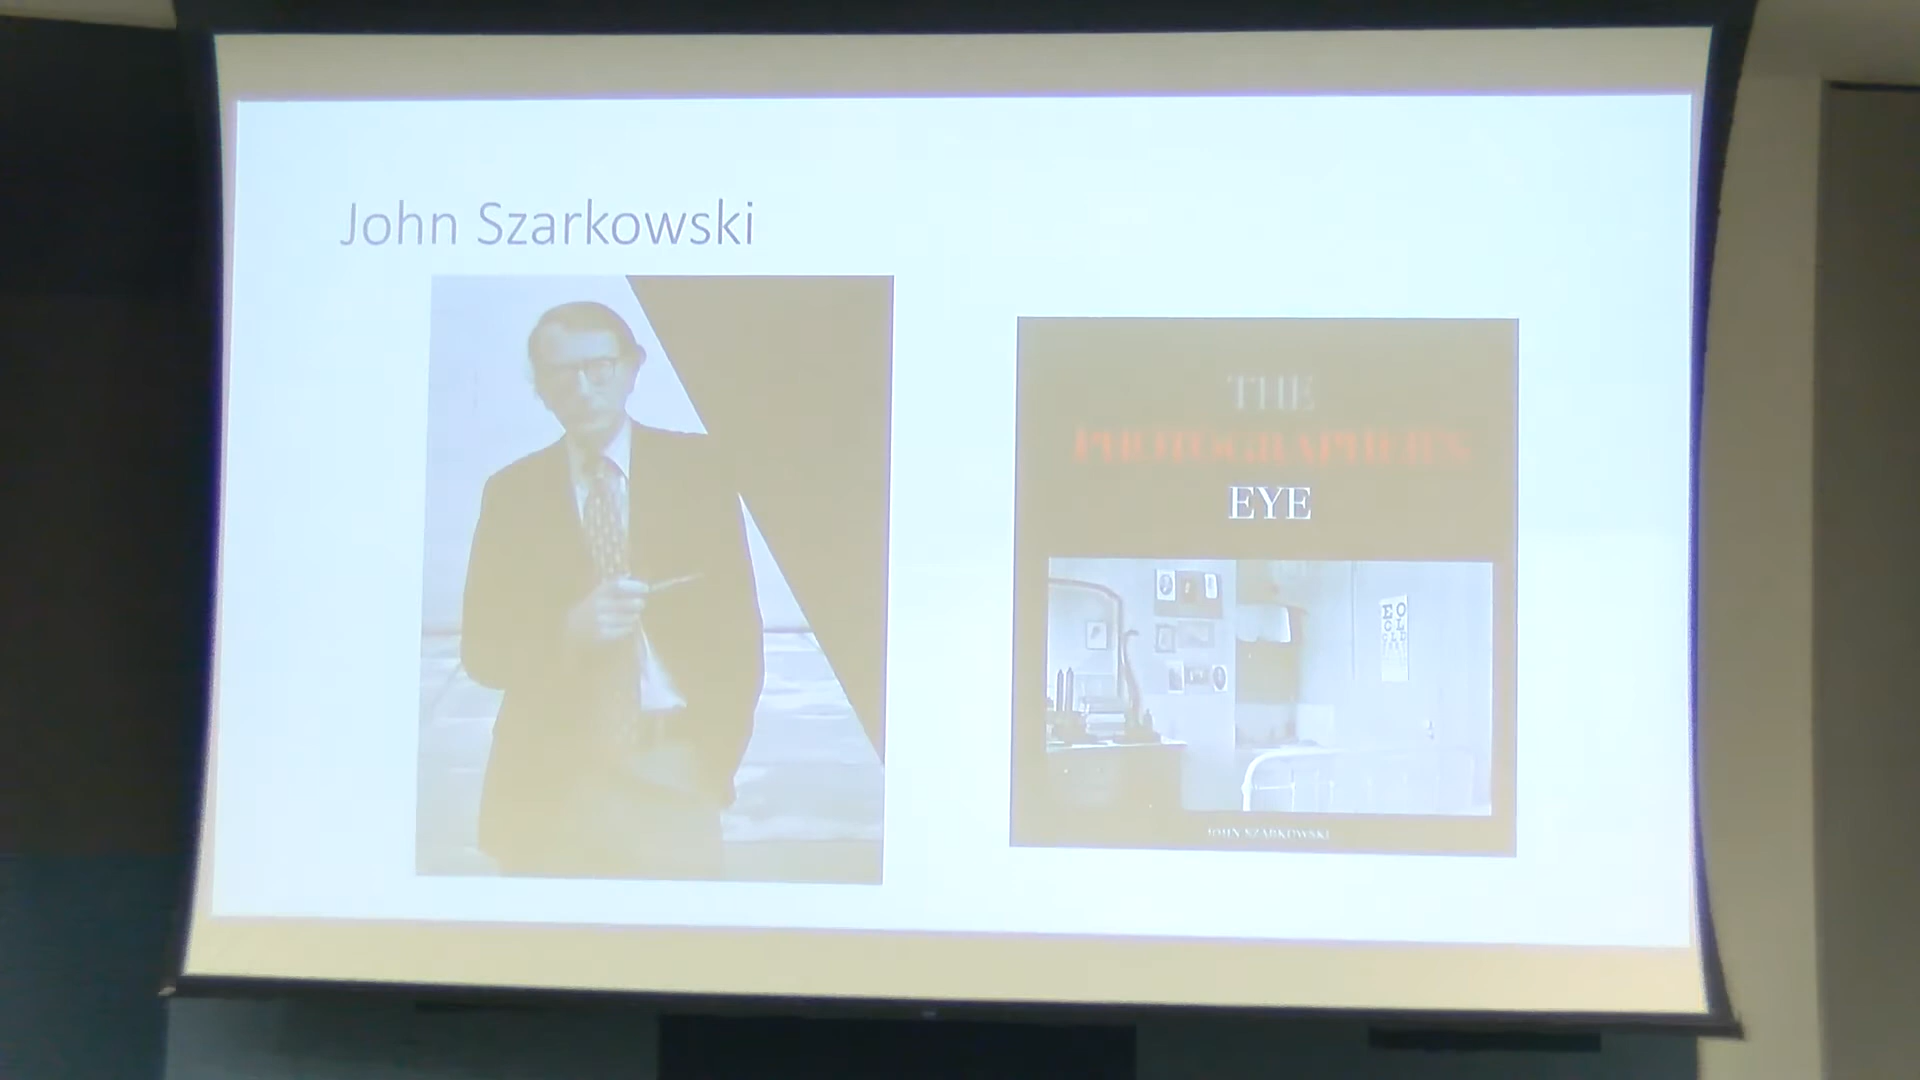 John Szarkowski
THE
PHOTOGRAPHER'S
EYE
E O
C L
G L D
JOHN SZARKOWSKI